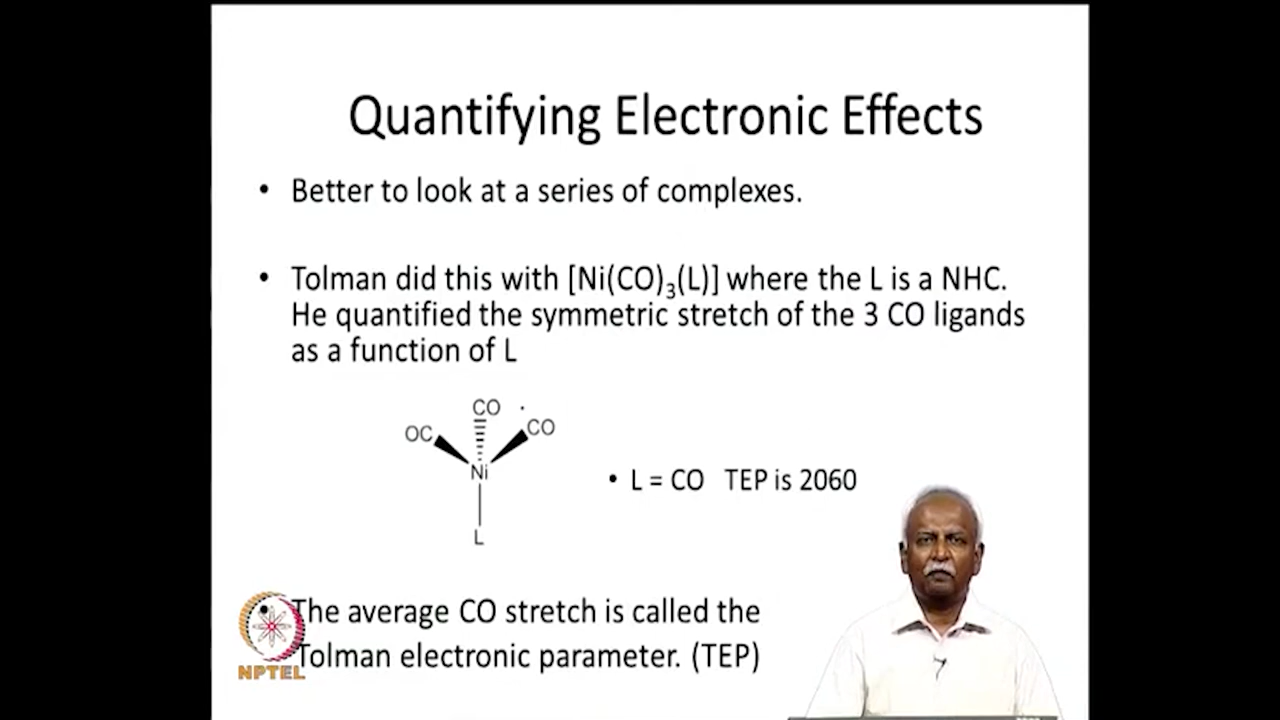 Quantifying Electronic Effects
• Better to look at a series of complexes.
• Tolman did this with [Ni(CO)₃(L)] where the L is a NHC.
He quantified the symmetric stretch of the 3 CO ligands
as a function of L
CO
OC
CO
Ni
L
• L = CO TEP is 2060
• The average CO stretch is called the
Tolman electronic parameter. (TEP)
NPTEL